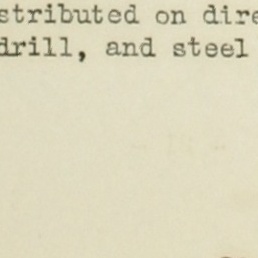 stributed on dire
drill, and steel